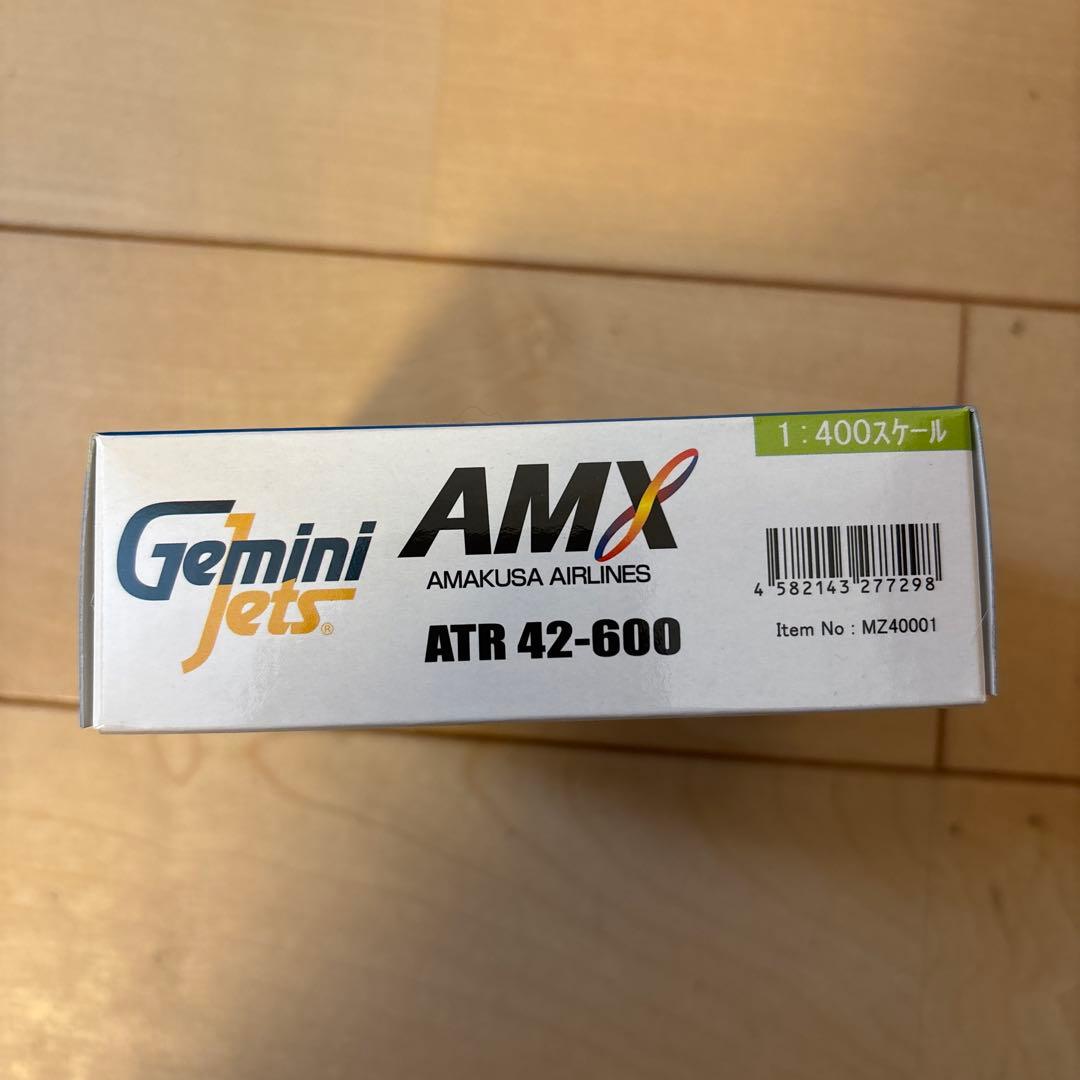 Gemini
Jets®
AMX
AMAKUSA AIRLINES
ATR 42-600
1:400スケール
4 582143 277298
Item No : MZ40001